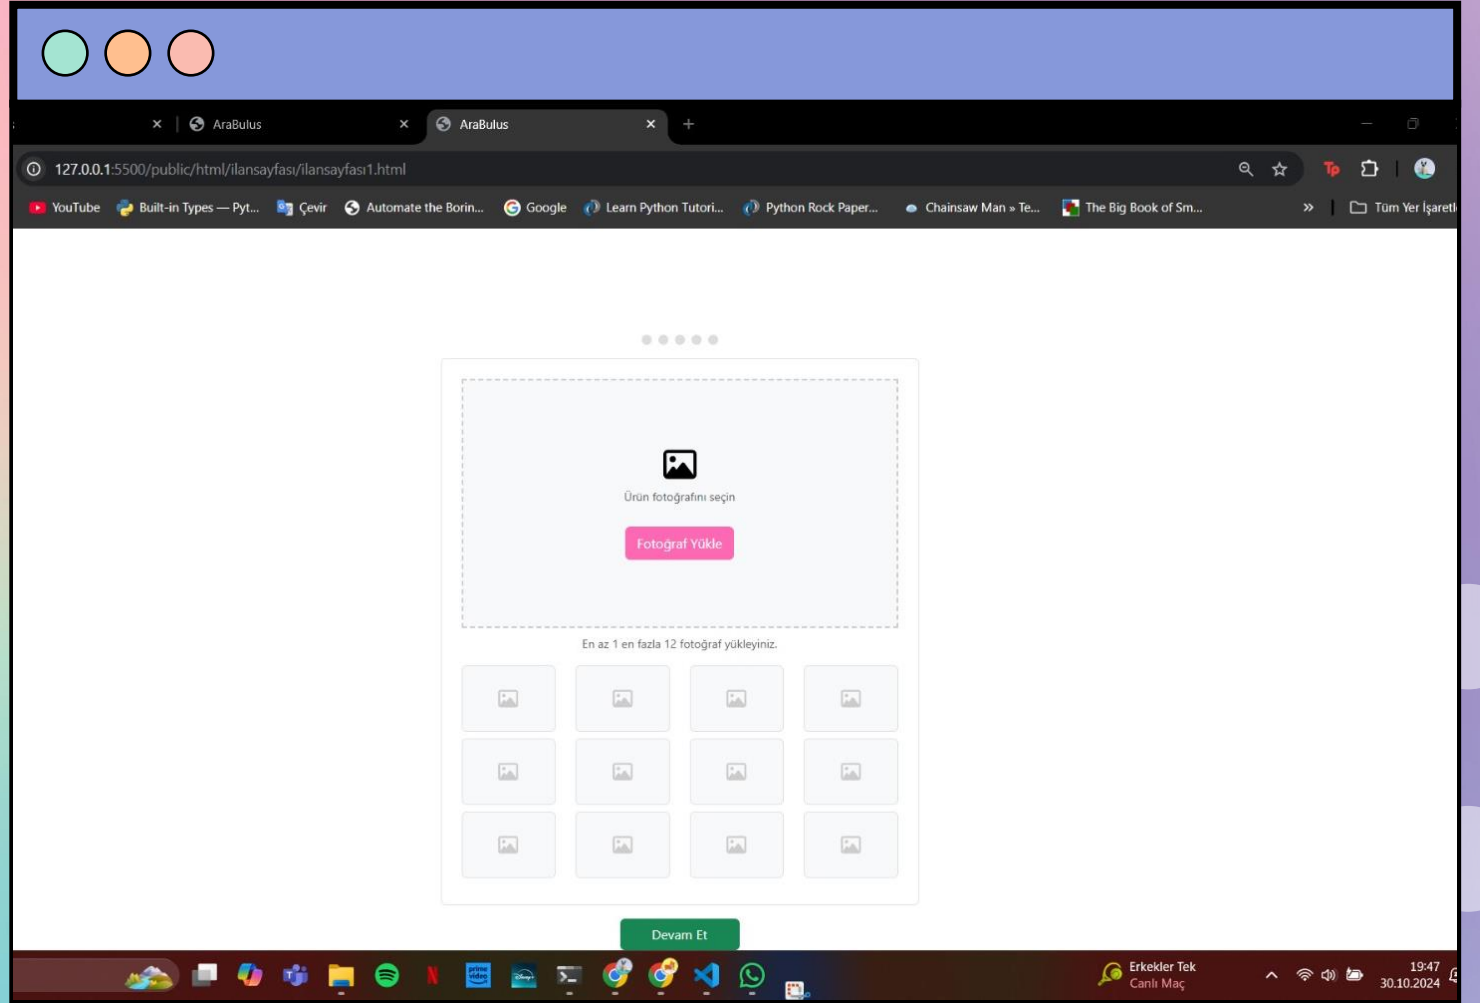 AraBulus
AraBulus
127.0.0.1:5500/public/html/ilansayfası/ilansayfası1.html
Tp
YouTube
Built-in Types — Pyt...
Çevir
Automate the Borin...
Google
Learn Python Tutori...
Python Rock Paper...
Chainsaw Man » Te...
The Big Book of Sm...
»
Tüm Yer İşaretl
Ürün fotoğrafını seçin
Fotoğraf Yükle
En az 1 en fazla 12 fotoğraf yükleyiniz.
Devam Et
prime video
Erkekler Tek
Canlı Maç
19:47
30.10.2024